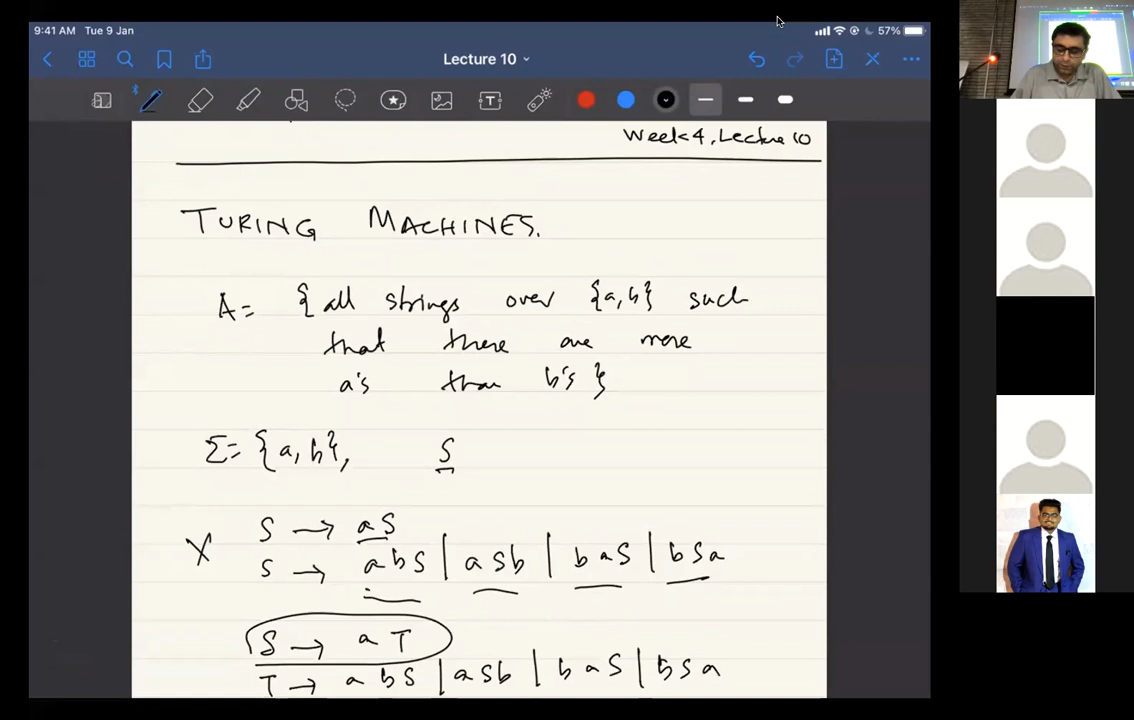 9:41 AM Tue 9 Jan 57%
Lecture 10
Week 4, Lecture 10
TURING MACHINES.
A = {all strings over {a,b} such
that there are more
a's than b's}
Σ = {a, b}, S
S → aS
X S → abS | aSb | baS | bSa
S → aT
T → abS | aSb | baS | bSa